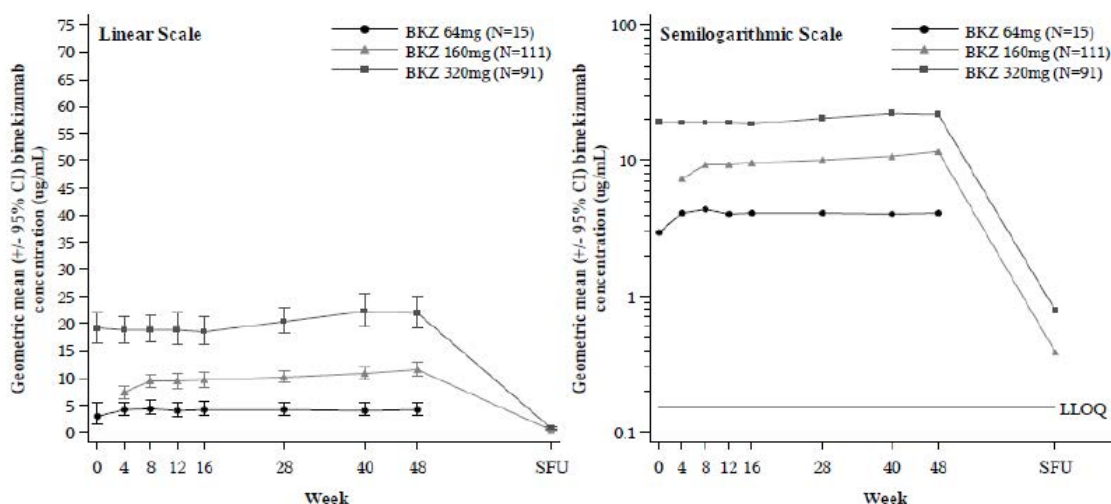 Linear Scale
BKZ 64mg (N=15)
BKZ 160mg (N=111)
BKZ 320mg (N=91)
Geometric mean (+/- 95% CI) bimekizumab
concentration (ug/mL)
75
70
65
60
55
50
45
40
35
30
25
20
15
10
5
0
0 4 8 12 16 28 40 48 SFU
Week
Semilogarithmic Scale
BKZ 64mg (N=15)
BKZ 160mg (N=111)
BKZ 320mg (N=91)
Geometric mean (+/- 95% CI) bimekizumab
concentration (ug/mL)
100
10
1
0.1
LLOQ
0 4 8 12 16 28 40 48 SFU
Week